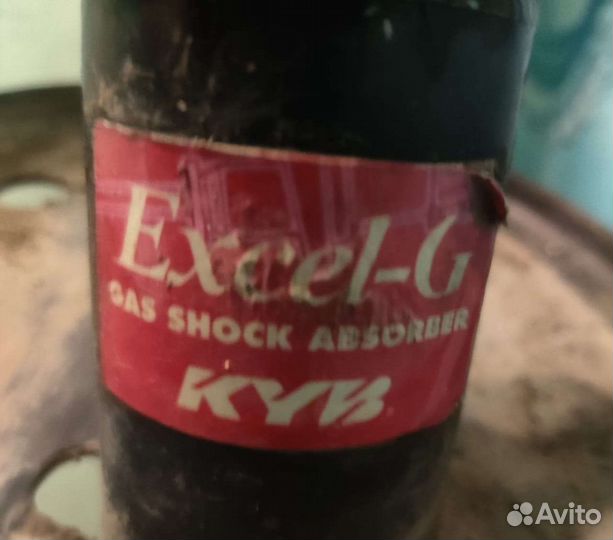 Excel-G
GAS SHOCK ABSORBER
KYB
Avito